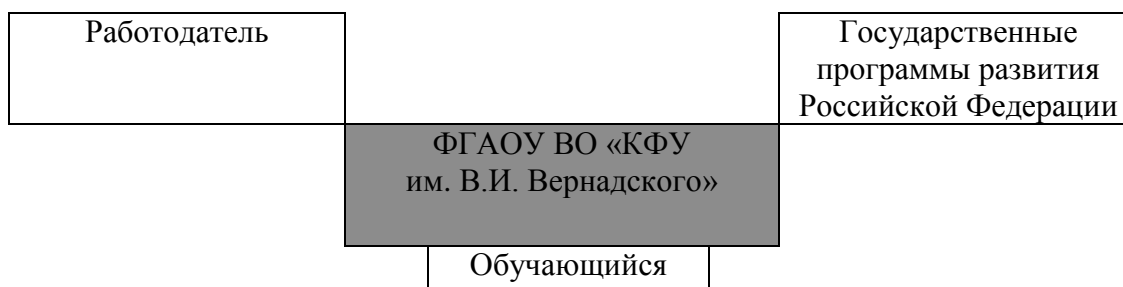 Работодатель
Государственные
программы развития
Российской Федерации
ФГАОУ ВО «КФУ
им. В.И. Вернадского»
Обучающийся